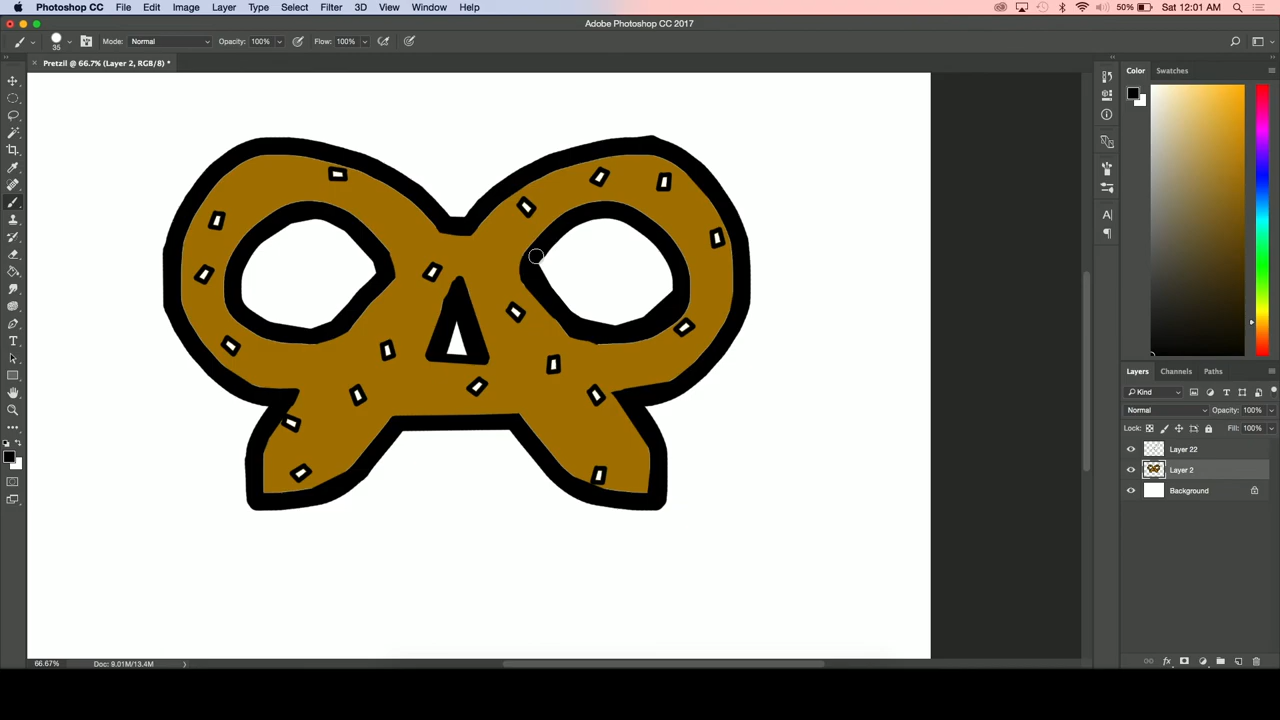 Photoshop CC File Edit Image Layer Type Select Filter 3D View Window Help 50% Sat 12:01 AM
Adobe Photoshop CC 2017
35 Mode: Normal Opacity: 100% Flow: 100%
Pretzil @ 66.7% (Layer 2, RGB/8) *
Color Swatches
Layers Channels Paths
Kind
Normal Opacity: 100%
Lock: Fill: 100%
Layer 22
Layer 2
Background
66.67% Doc: 9.01M/13.4M